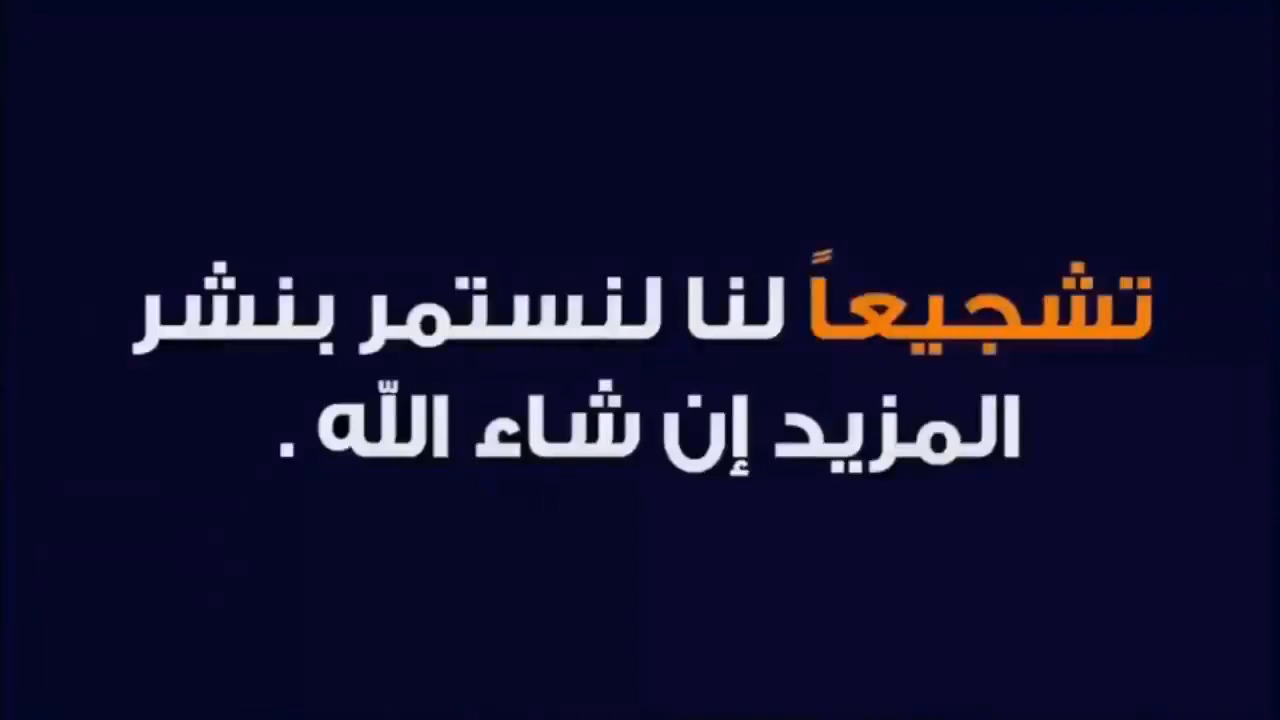 تشجيعاً لنا لنستمر بنشر
المزيد إن شاء الله .